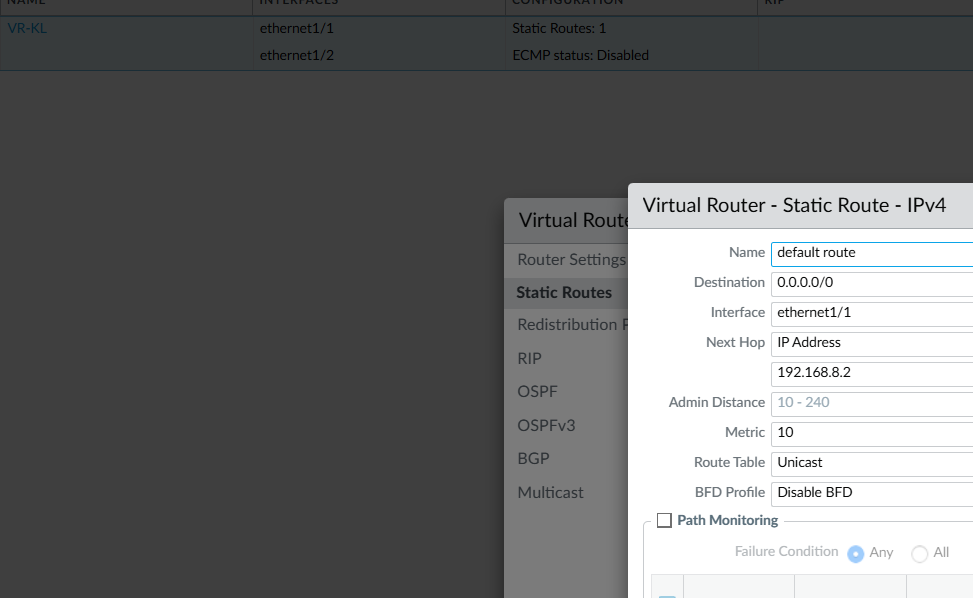 NAME INTERFACES CONFIGURATION RIP
VR-KL ethernet1/1 Static Routes: 1
ethernet1/2 ECMP status: Disabled
Virtual Route
Router Settings
Static Routes
Redistribution
RIP
OSPF
OSPFv3
BGP
Multicast
Virtual Router - Static Route - IPv4
Name default route
Destination 0.0.0.0/0
Interface ethernet1/1
Next Hop IP Address
192.168.8.2
Admin Distance 10 - 240
Metric 10
Route Table Unicast
BFD Profile Disable BFD
Path Monitoring
Failure Condition Any All